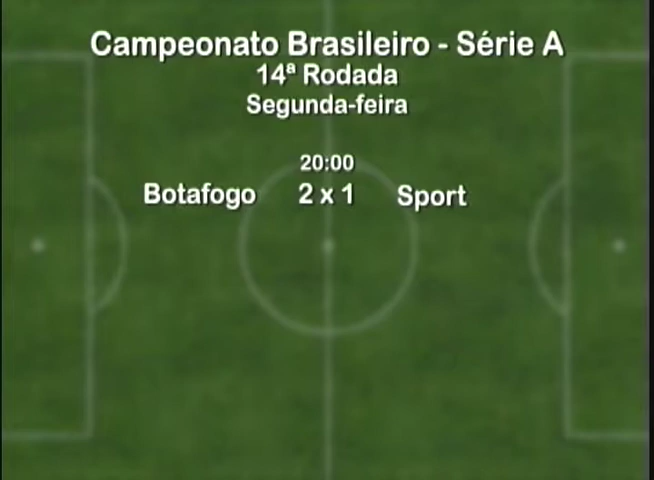 Campeonato Brasileiro - Série A
14ª Rodada
Segunda-feira
20:00
Botafogo 2 x 1 Sport